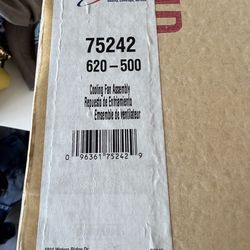 75242
620-500
Cooling Fan Assembly
Repuesto de Enfriamiento
Ensemble de Ventilateur
0 96361 75242 9